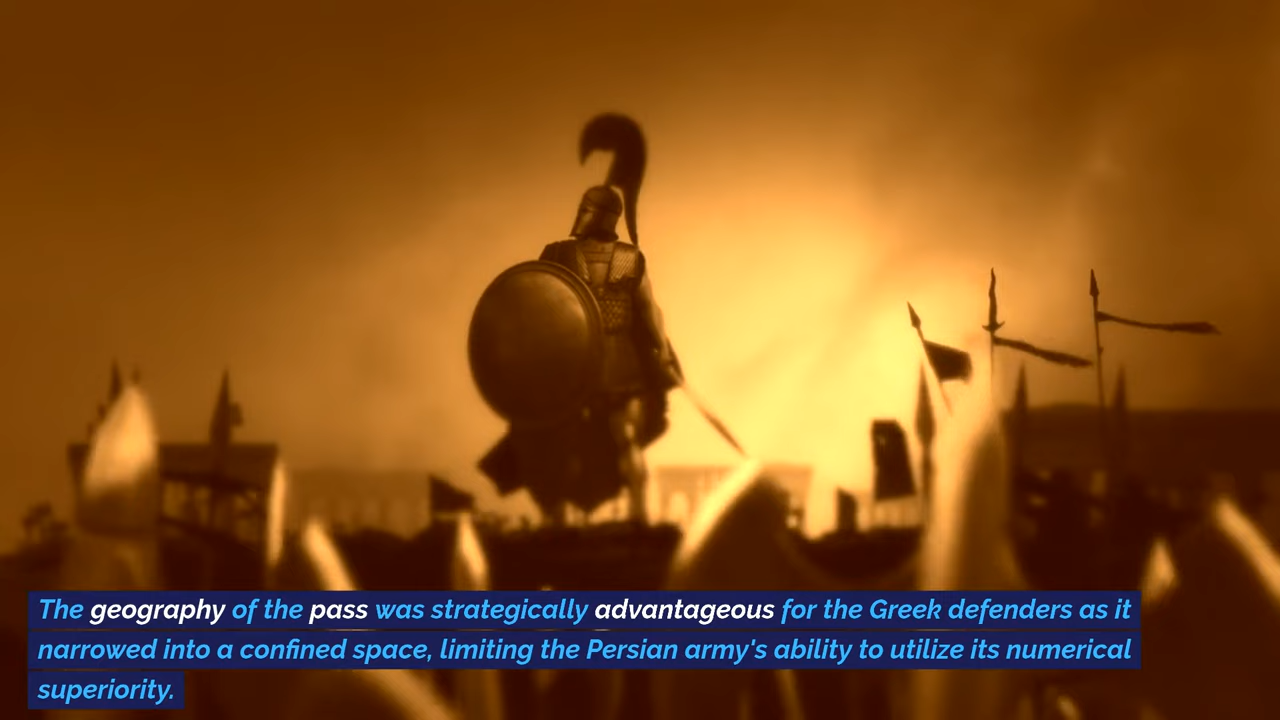 The geography of the pass was strategically advantageous for the Greek defenders as it
narrowed into a confined space, limiting the Persian army's ability to utilize its numerical
superiority.